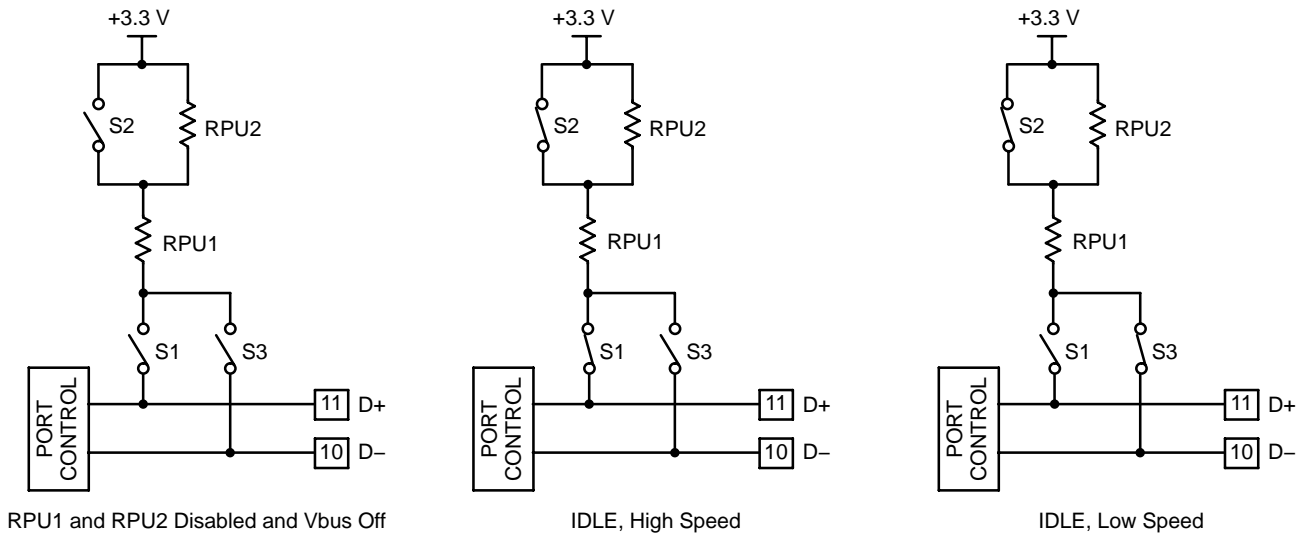 +3.3 V
S2
RPU2
RPU1
S1
S3
PORT
CONTROL
11 D+
10 D−
RPU1 and RPU2 Disabled and Vbus Off
+3.3 V
S2
RPU2
RPU1
S1
S3
PORT
CONTROL
11 D+
10 D−
IDLE, High Speed
+3.3 V
S2
RPU2
RPU1
S1
S3
PORT
CONTROL
11 D+
10 D−
IDLE, Low Speed